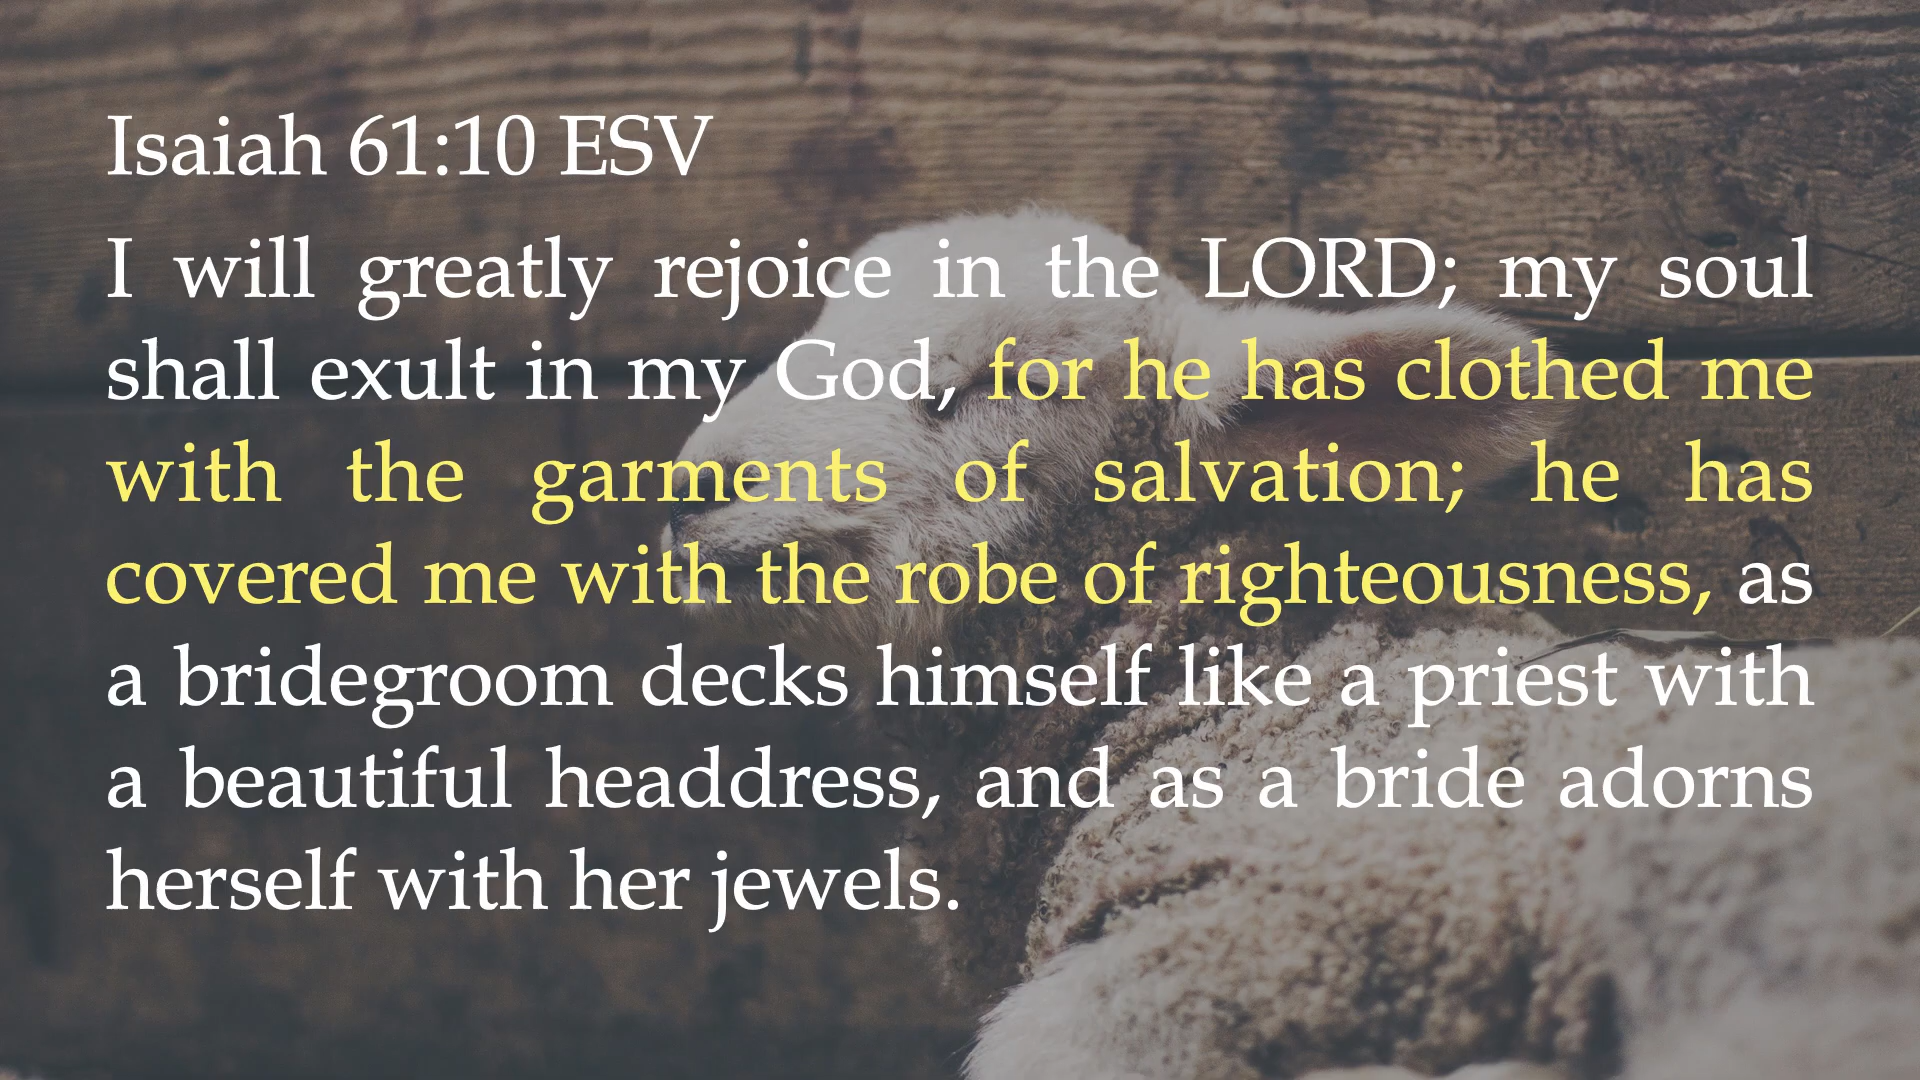 Isaiah 61:10 ESV
I will greatly rejoice in the LORD; my soul
shall exult in my God, for he has clothed me
with the garments of salvation; he has
covered me with the robe of righteousness, as
a bridegroom decks himself like a priest with
a beautiful headdress, and as a bride adorns
herself with her jewels.